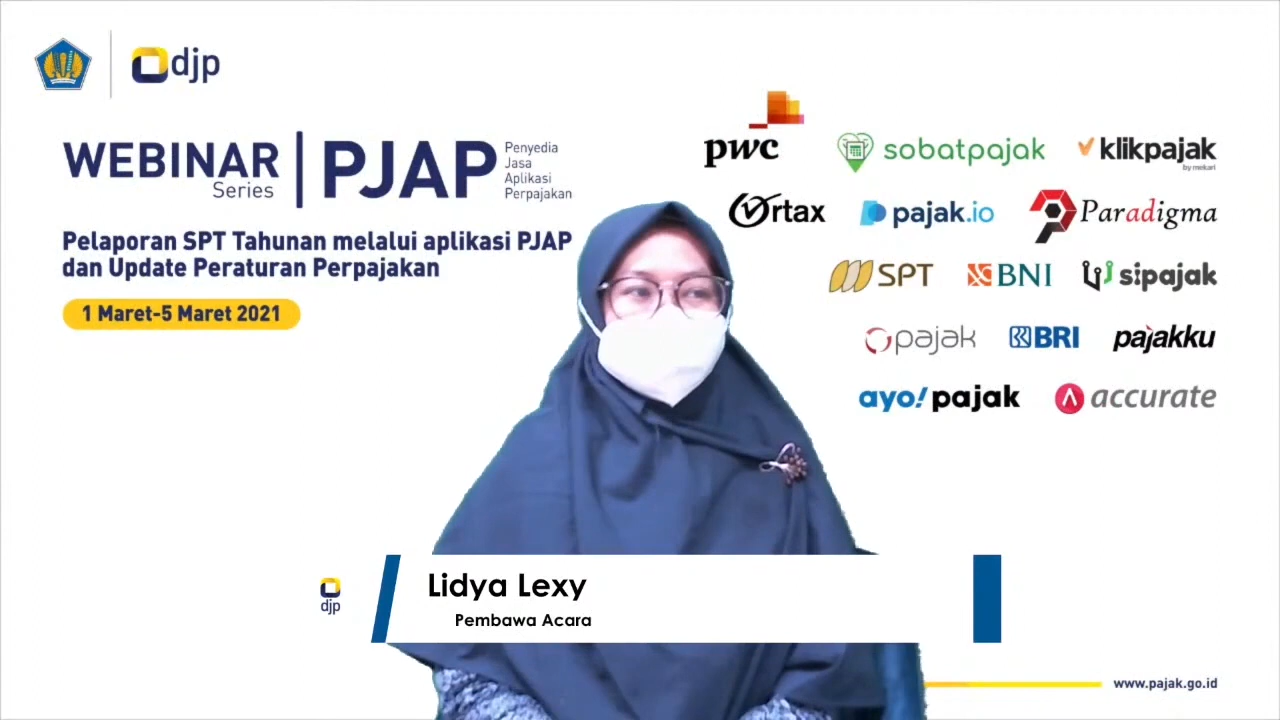 djp
WEBINAR
Series
PJAP
Penyedia
Jasa
Aplikasi
Perpajakan
Pelaporan SPT Tahunan melalui aplikasi PJAP
dan Update Peraturan Perpajakan
1 Maret-5 Maret 2021
pwc
sobatpajak
klikpajak
by mekari
Ortax
pajak.io
Paradigma
SPT
BNI
sipajak
pajak
BRI
pajakku
ayo! pajak
accurate
djp
Lidya Lexy
Pembawa Acara
www.pajak.go.id